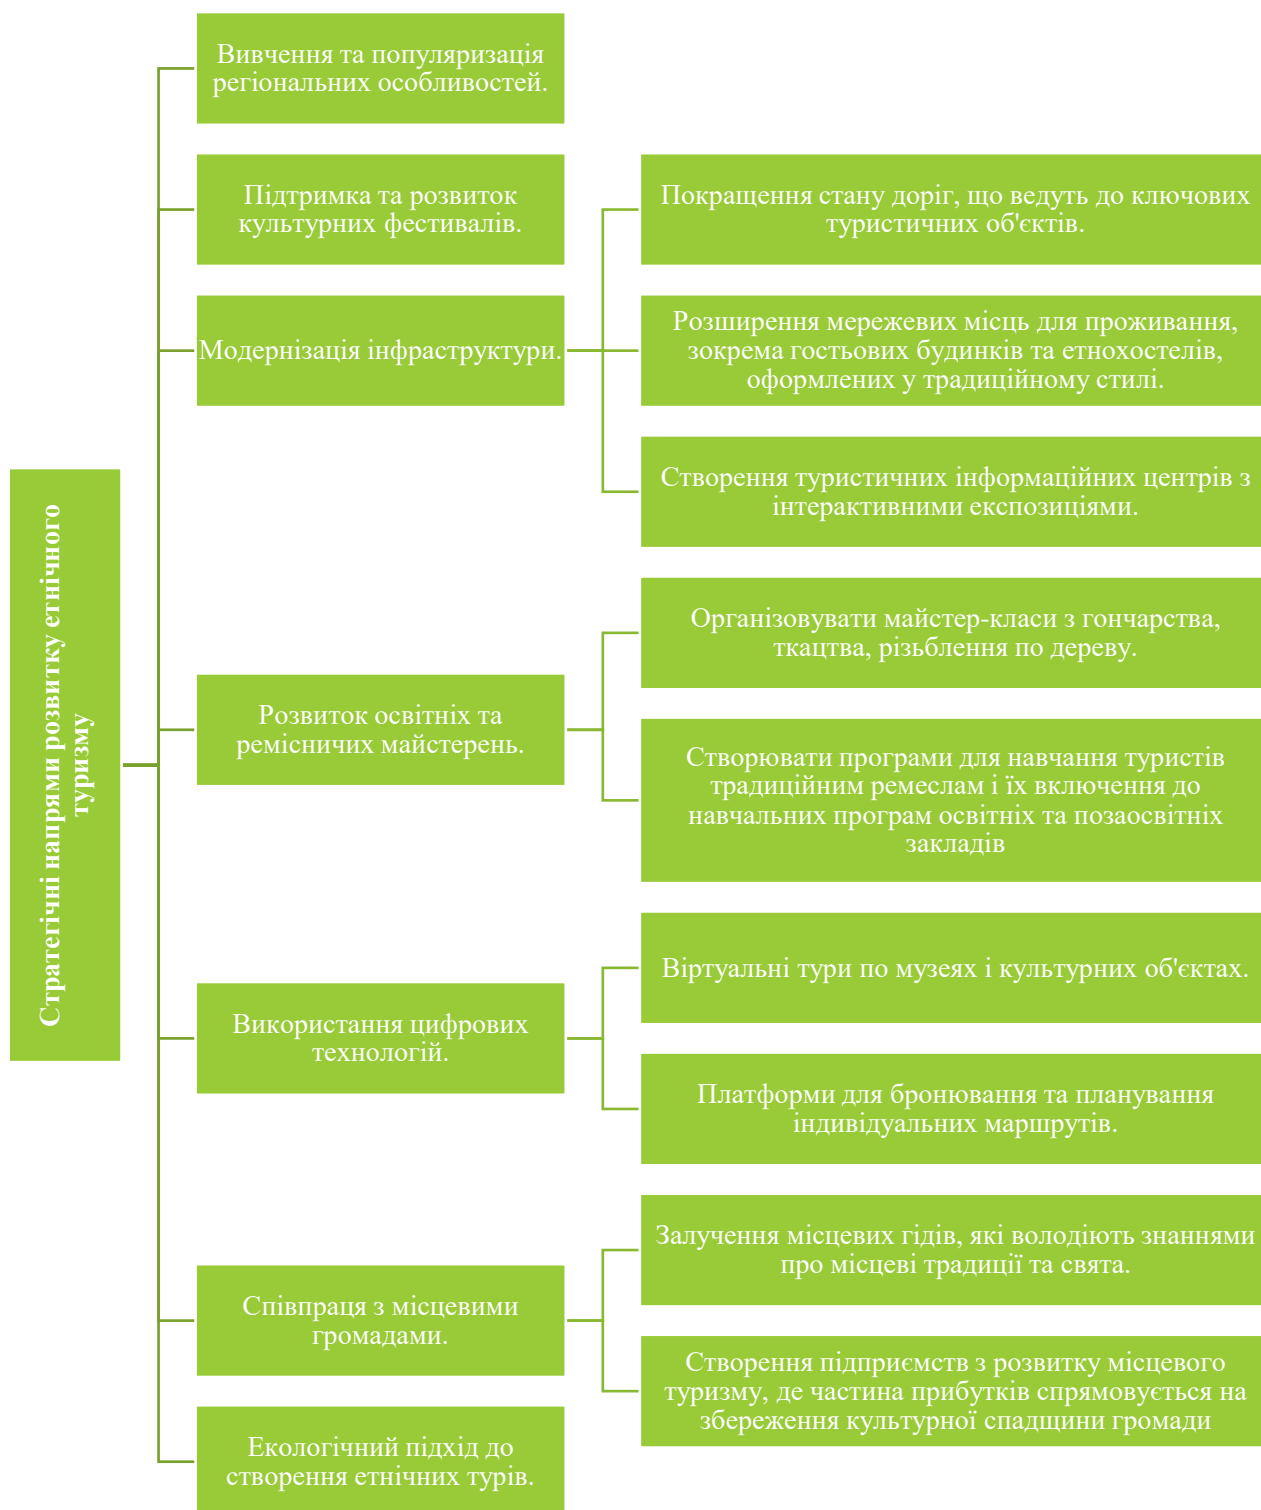 Стратегічні напрями розвитку етнічного
туризму
Вивчення та популяризація
регіональних особливостей.
Підтримка та розвиток
культурних фестивалів.
Модернізація інфраструктури.
Покращення стану доріг, що ведуть до ключових
туристичних об'єктів.
Розширення мережевих місць для проживання,
зокрема гостьових будинків та етнохостелів,
оформлених у традиційному стилі.
Створення туристичних інформаційних центрів з
інтерактивними експозиціями.
Розвиток освітніх та
ремісничих майстерень.
Організовувати майстер-класи з гончарства,
ткацтва, різьблення по дереву.
Створювати програми для навчання туристів
традиційним ремеслам і їх включення до
навчальних програм освітніх та позаосвітніх
закладів
Використання цифрових
технологій.
Віртуальні тури по музеях і культурних об'єктах.
Платформи для бронювання та планування
індивідуальних маршрутів.
Співпраця з місцевими
громадами.
Залучення місцевих гідів, які володіють знаннями
про місцеві традиції та свята.
Створення підприємств з розвитку місцевого
туризму, де частина прибутків спрямовується на
збереження культурної спадщини громади
Екологічний підхід до
створення етнічних турів.